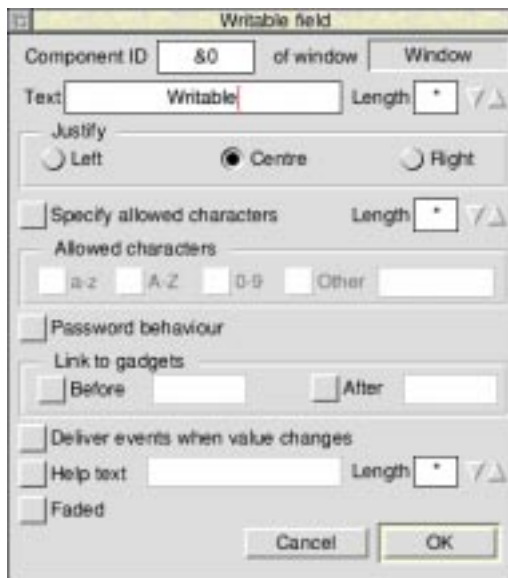 Writable field
Component ID &0 of window Window
Text Writable Length *
Justify
Left Centre Right
Specify allowed characters Length *
Allowed characters
a-z A-Z 0-9 Other
Password behaviour
Link to gadgets
Before After
Deliver events when value changes
Help text Length *
Faded
Cancel OK